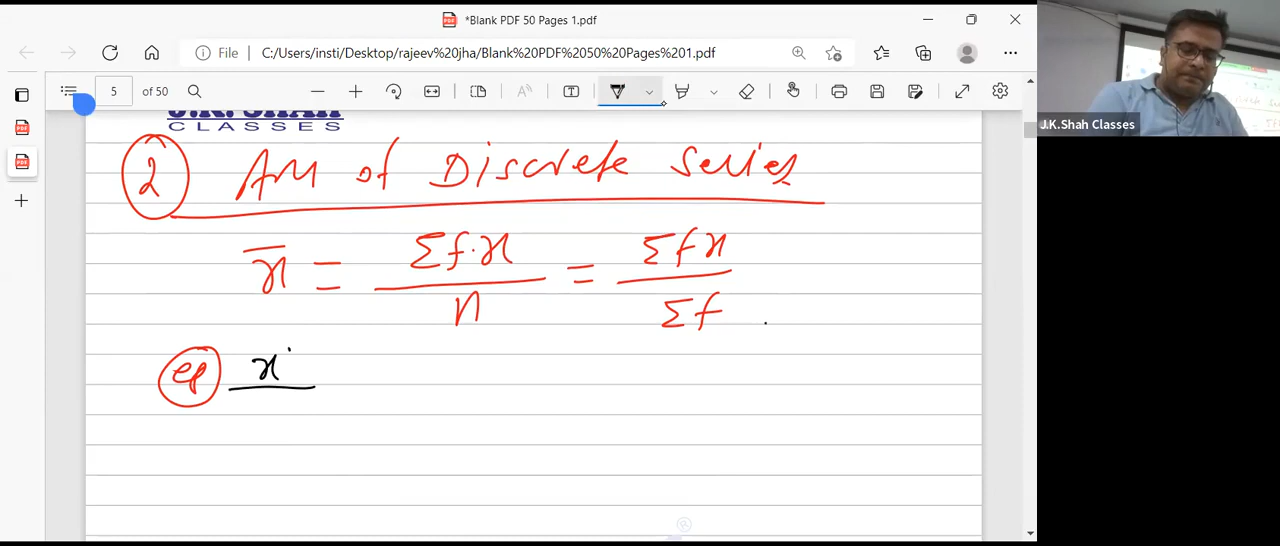 *Blank PDF 50 Pages 1.pdf
File C:/Users/insti/Desktop/rajeev%20jha/Blank%20PDF%2050%20Pages%201.pdf
5 of 50
J.K. SHAH
CLASSES
J.K.Shah Classes
2 AM of Discrete Series
x̅ = Σf·x / N = Σfx / Σf
eg x